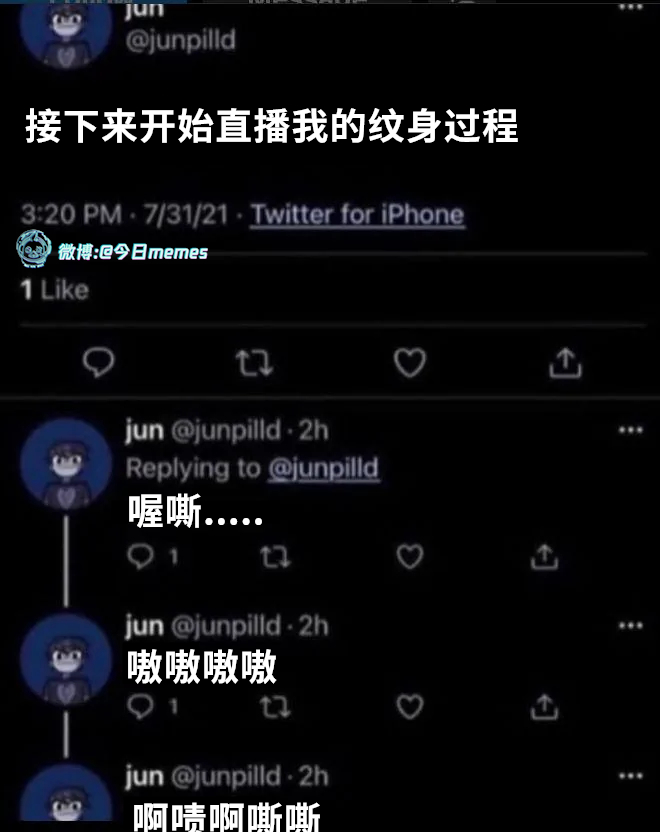 jun
@junpilld
接下来开始直播我的纹身过程
3:20 PM · 7/31/21 · Twitter for iPhone
微博:@今日memes
1 Like
jun @junpilld · 2h
Replying to @junpilld
喔嘶.....
1
jun @junpilld · 2h
嗷嗷嗷嗷
1
jun @junpilld · 2h
啊啧啊嘶嘶